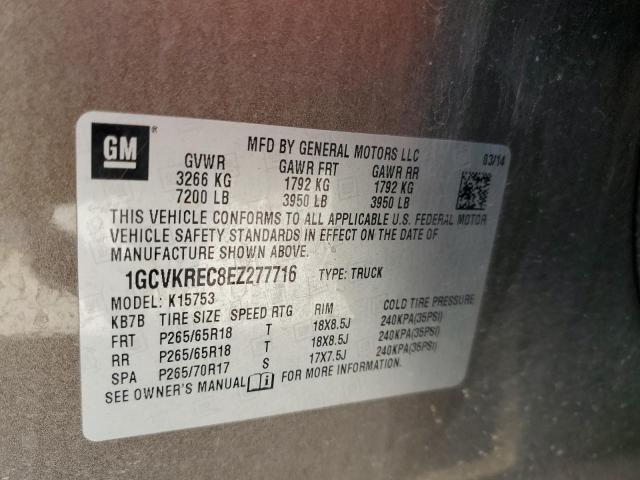 GM ®
MFD BY GENERAL MOTORS LLC 03/14
GVWR GAWR FRT GAWR RR
3266 KG 1792 KG 1792 KG
7200 LB 3950 LB 3950 LB
THIS VEHICLE CONFORMS TO ALL APPLICABLE U.S. FEDERAL MOTOR
VEHICLE SAFETY STANDARDS IN EFFECT ON THE DATE OF
MANUFACTURE SHOWN ABOVE.
1GCVKREC8EZ277716 TYPE: TRUCK
MODEL: K15753
KB7B TIRE SIZE SPEED RTG RIM COLD TIRE PRESSURE
FRT P265/65R18 T 18X8.5J 240KPA(35PSI)
RR P265/65R18 T 18X8.5J 240KPA(35PSI)
SPA P265/70R17 S 17X7.5J 240KPA(35PSI)
SEE OWNER'S MANUAL FOR MORE INFORMATION.